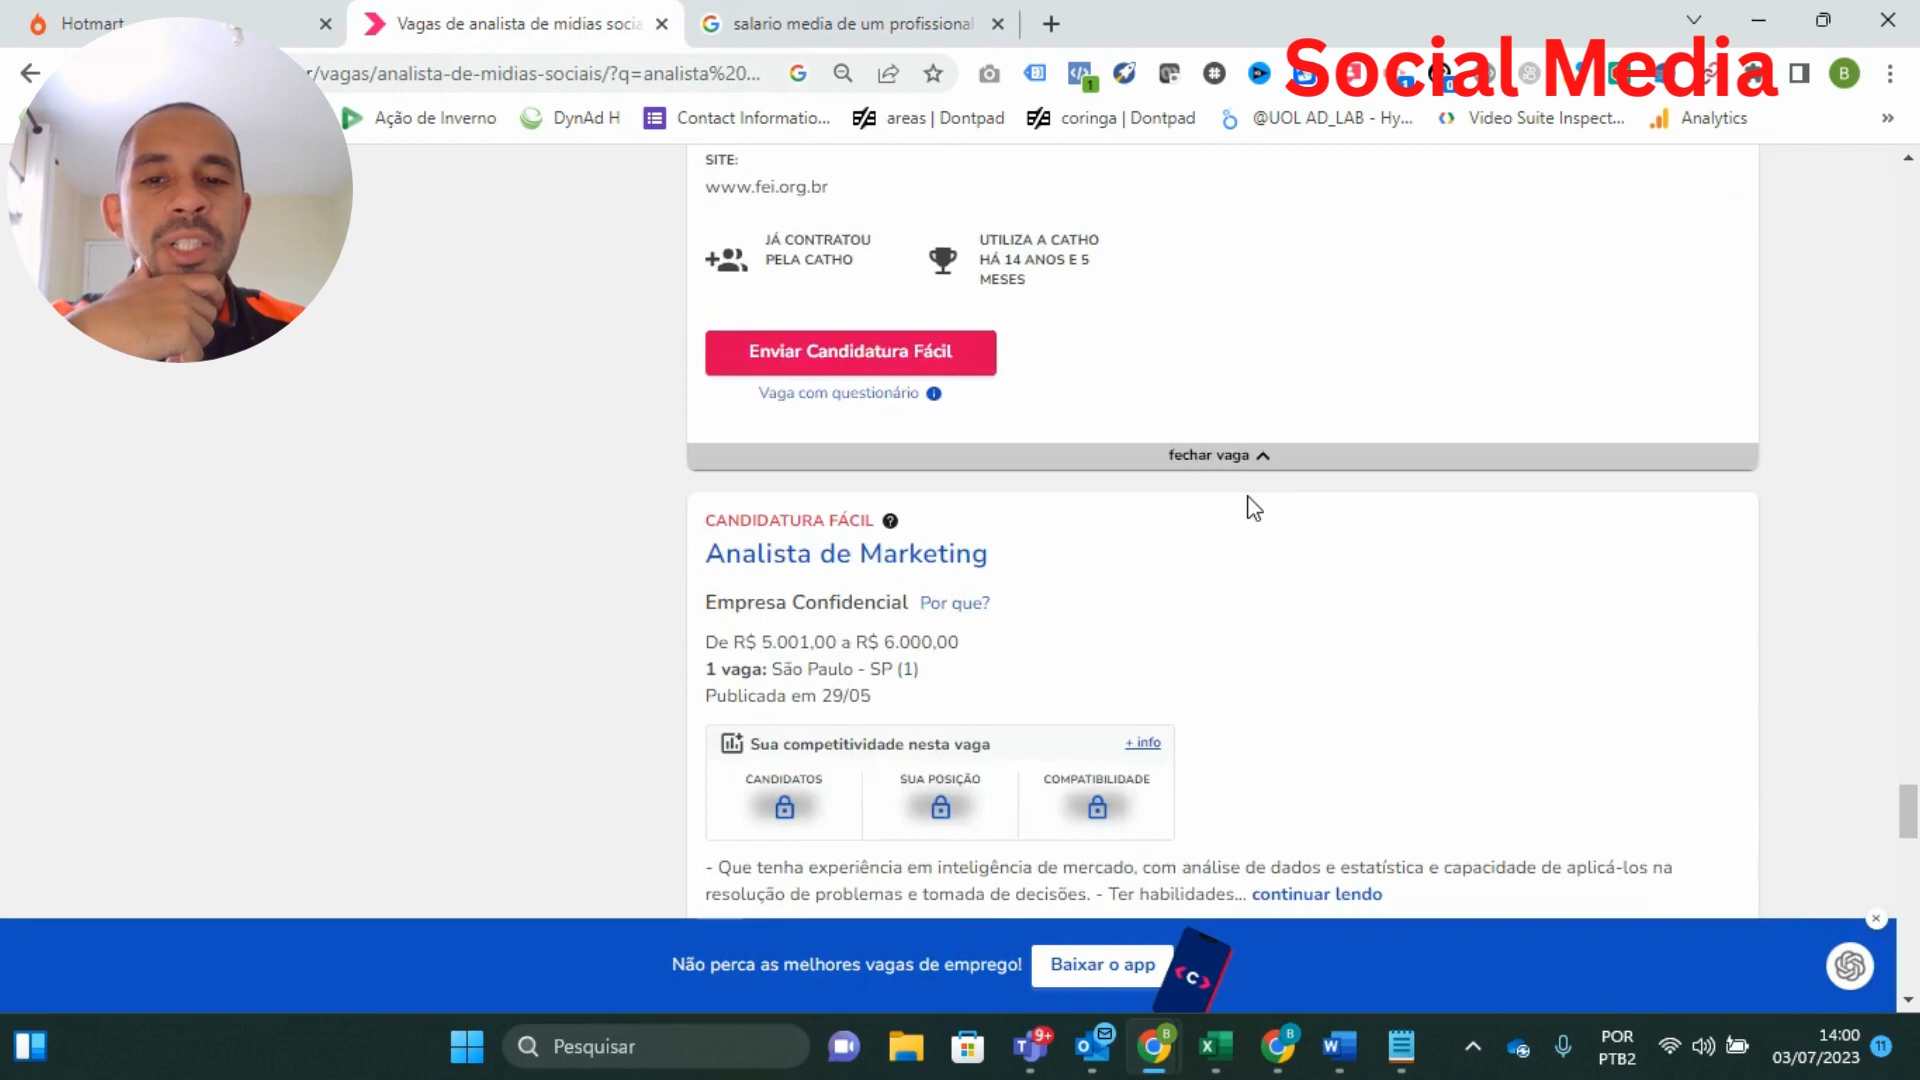 Hotmart
Vagas de analista de midias socia
salario media de um profissional
Social Media
r/vagas/analista-de-midias-sociais/?q=analista%20...
B
Ação de Inverno
DynAd H
Contact Informatio...
areas | Dontpad
coringa | Dontpad
@UOL AD_LAB - Hy...
Video Suite Inspect...
Analytics
»
SITE:
www.fei.org.br
JÁ CONTRATOU
PELA CATHO
UTILIZA A CATHO
HÁ 14 ANOS E 5
MESES
Enviar Candidatura Fácil
Vaga com questionário
fechar vaga
CANDIDATURA FÁCIL
Analista de Marketing
Empresa Confidencial Por que?
De R$ 5.001,00 a R$ 6.000,00
1 vaga: São Paulo - SP (1)
Publicada em 29/05
Sua competitividade nesta vaga
+ info
CANDIDATOS
SUA POSIÇÃO
COMPATIBILIDADE
- Que tenha experiência em inteligência de mercado, com análise de dados e estatística e capacidade de aplicá-los na
resolução de problemas e tomada de decisões. - Ter habilidades... continuar lendo
Não perca as melhores vagas de emprego!
Baixar o app
Pesquisar
9+
POR
PTB2
14:00
03/07/2023
11